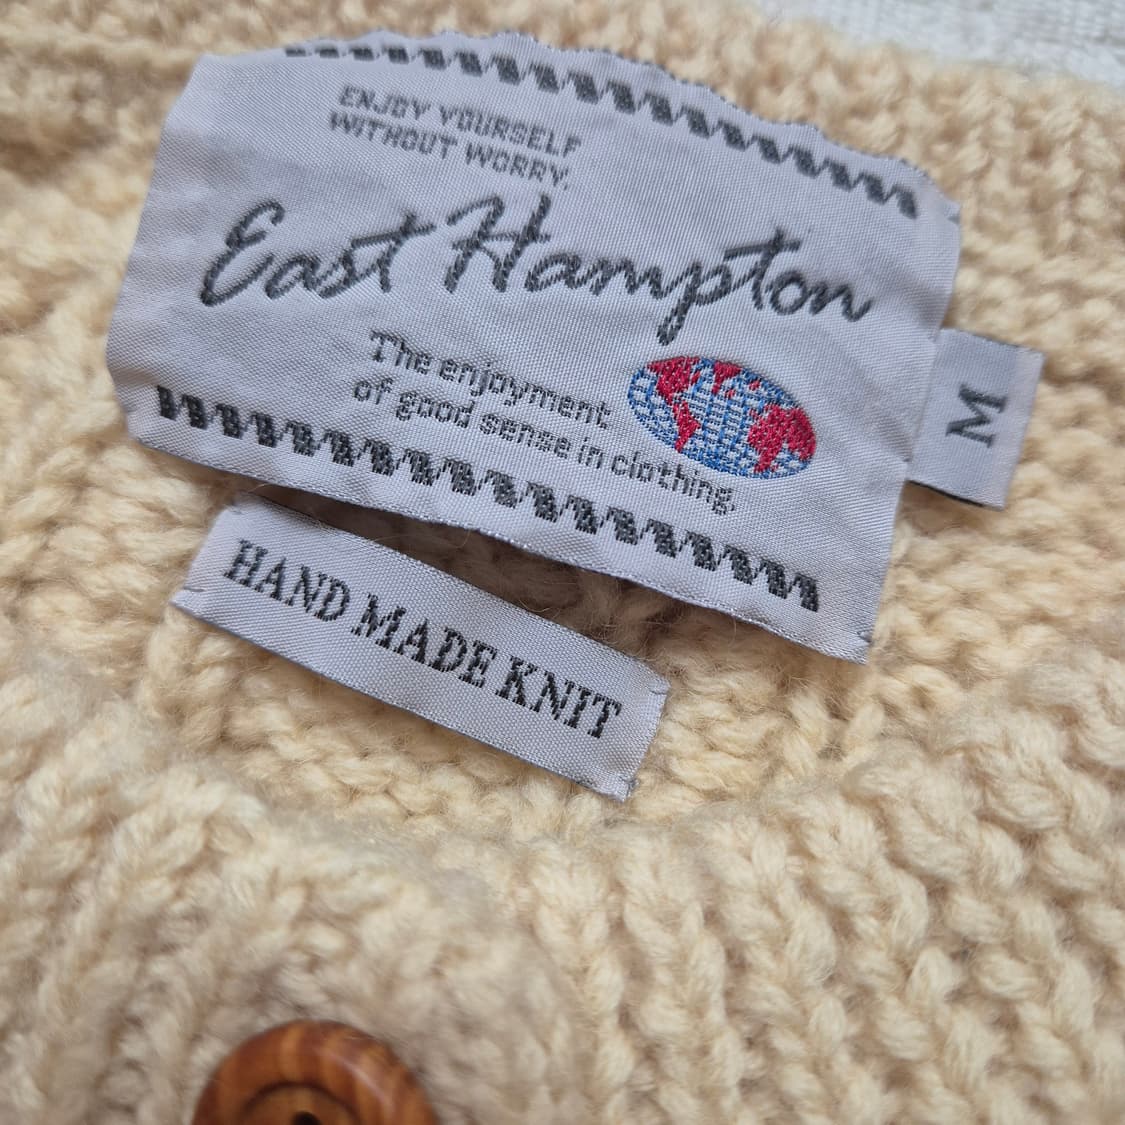 ENJOY YOURSELF
WITHOUT WORRY.
East Hampton
The enjoyment
of good sense in clothing.
M
HAND MADE KNIT